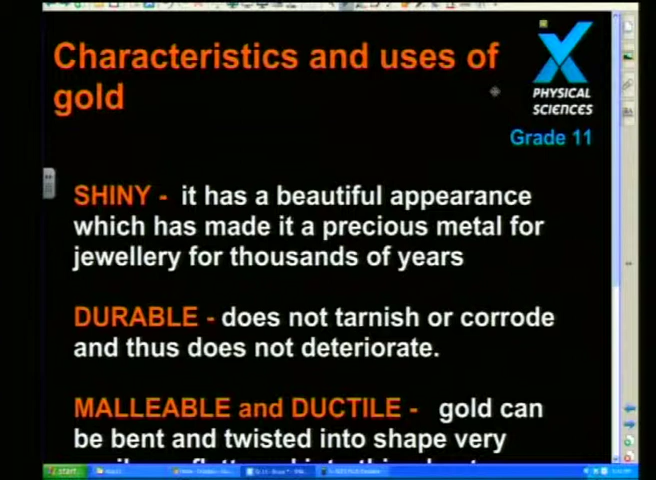 Characteristics and uses of
gold
PHYSICAL
SCIENCES
Grade 11
SHINY - it has a beautiful appearance
which has made it a precious metal for
jewellery for thousands of years
DURABLE - does not tarnish or corrode
and thus does not deteriorate.
MALLEABLE and DUCTILE - gold can
be bent and twisted into shape very
start